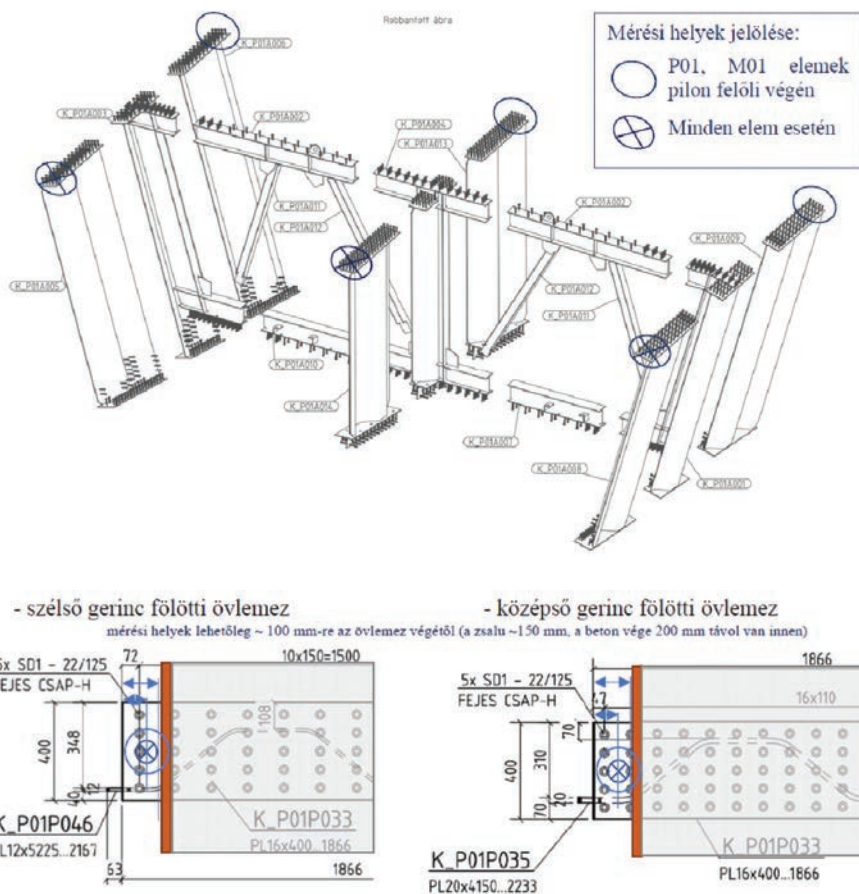 Robbantott ábra
Mérési helyek jelölése:
P01, M01 elemek
pilon felőli végén
Minden elem esetén
K_P01A006
K_P01A003
K_P01A002
K_P01A004
K_P01A013
K_P01A002
K_P01A009
K_P01A011
K_P01A012
K_P01A005
K_P01A012
K_P01A011
K_P01A010
K_P01A014
K_P01A007
K_P01A008
K_P01A001
- szélső gerinc fölötti övlemez
- középső gerinc fölötti övlemez
mérési helyek lehetőleg ~ 100 mm-re az övlemez végétől (a zsalu ~150 mm, a beton vége 200 mm távol van innen)
72
10x150=1500
x SD1 - 22/125
FEJES CSAP-H
400
348
108
40
12
K_P01P046
PL12x5225...2167
K_P01P033
PL16x400...1866
63
1866
1866
5x SD1 - 22/125
FEJES CSAP-H
47
16x110
70
400
310
70
20
K_P01P035
PL20x4150...2233
K_P01P033
PL16x400...1866